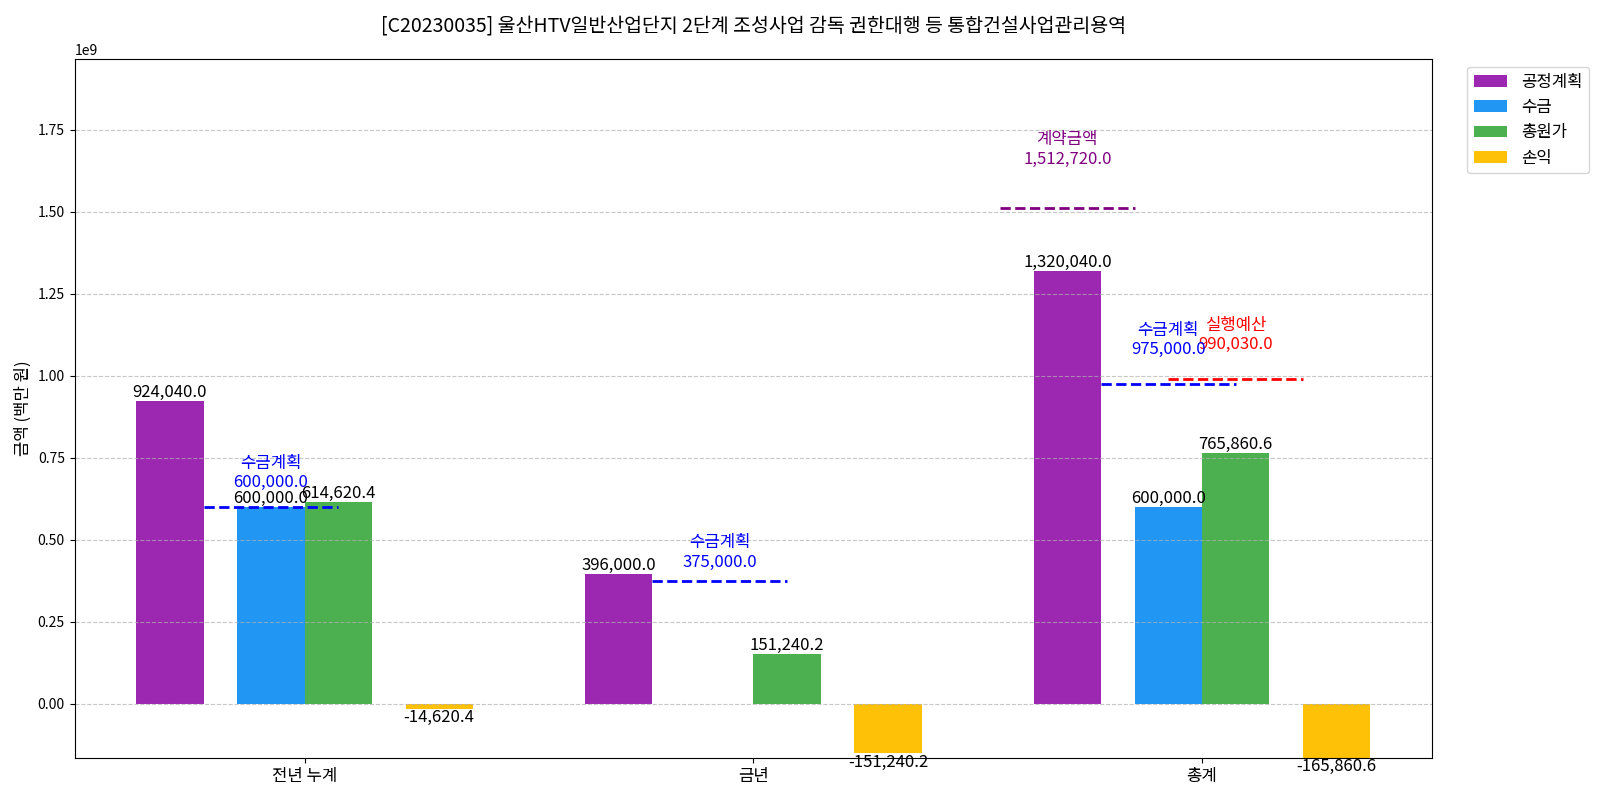 [C20230035] 울산HTV일반산업단지 2단계 조성사업 감독 권한대행 등 통합건설사업관리용역
1e9
공정계획
수금
총원가
손익
금액 (백만 원)
1.75
1.50
1.25
1.00
0.75
0.50
0.25
0.00
계약금액
1,512,720.0
1,320,040.0
수금계획
975,000.0
실행예산
990,030.0
924,040.0
수금계획
600,000.0
600,000.0
614,620.4
-14,620.4
396,000.0
수금계획
375,000.0
151,240.2
-151,240.2
600,000.0
765,860.6
-165,860.6
전년 누계
금년
총계